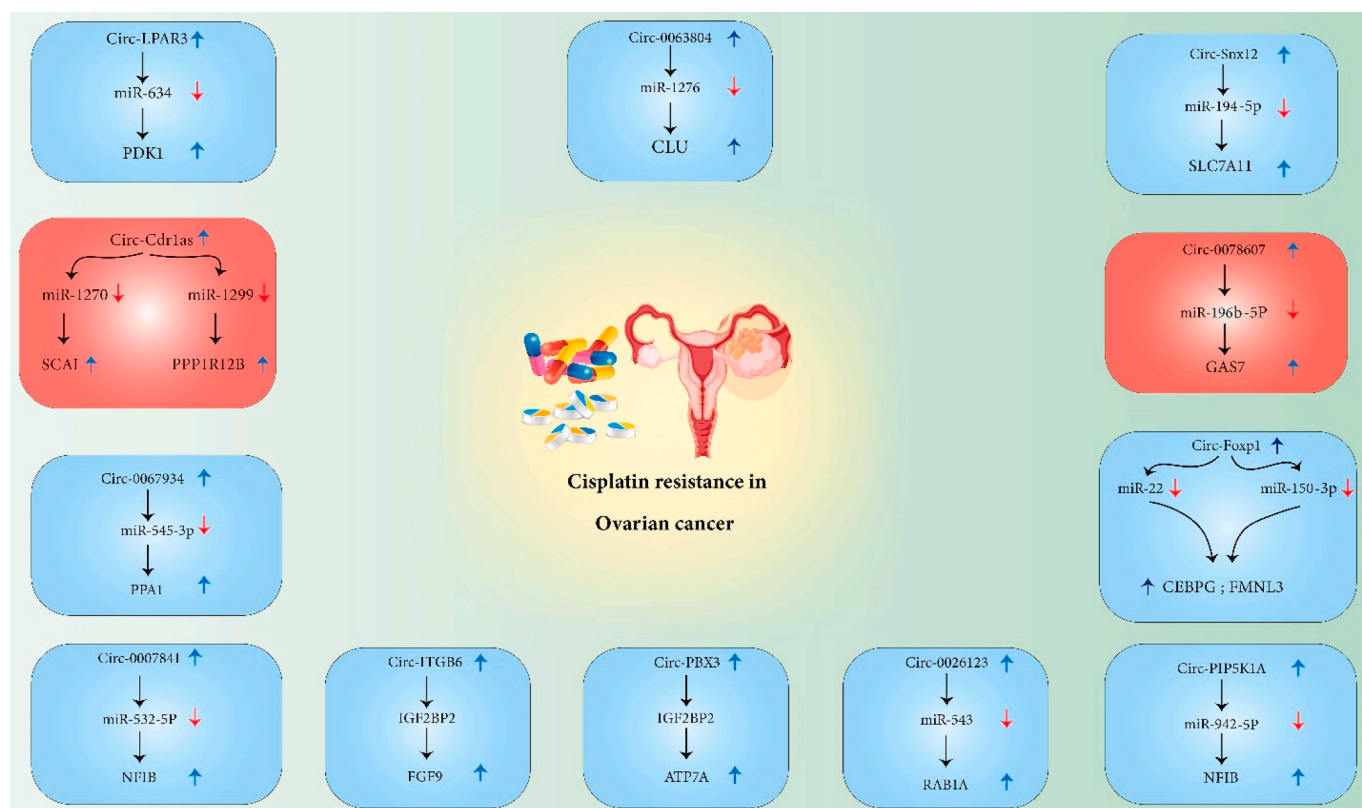 Circ-LPAR3
miR-634
PDK1
Circ-0063804
miR-1276
CLU
Circ-Snx12
miR-194-5p
SLC7A11
Circ-Cdr1as
miR-1270 miR-1299
SCAI PPP1R12B
Circ-0078607
miR-196b-5P
GAS7
Cisplatin resistance in
Ovarian cancer
Circ-0067934
miR-545-3p
PPA1
Circ-Foxp1
miR-22 miR-150-3p
CEBPG ; FMNL3
Circ-0007841
miR-532-5P
NFIB
Circ-ITGB6
IGF2BP2
FGF9
Circ-PBX3
IGF2BP2
ATP7A
Circ-0026123
miR-543
RAB1A
Circ-PIP5K1A
miR-942-5P
NFIB